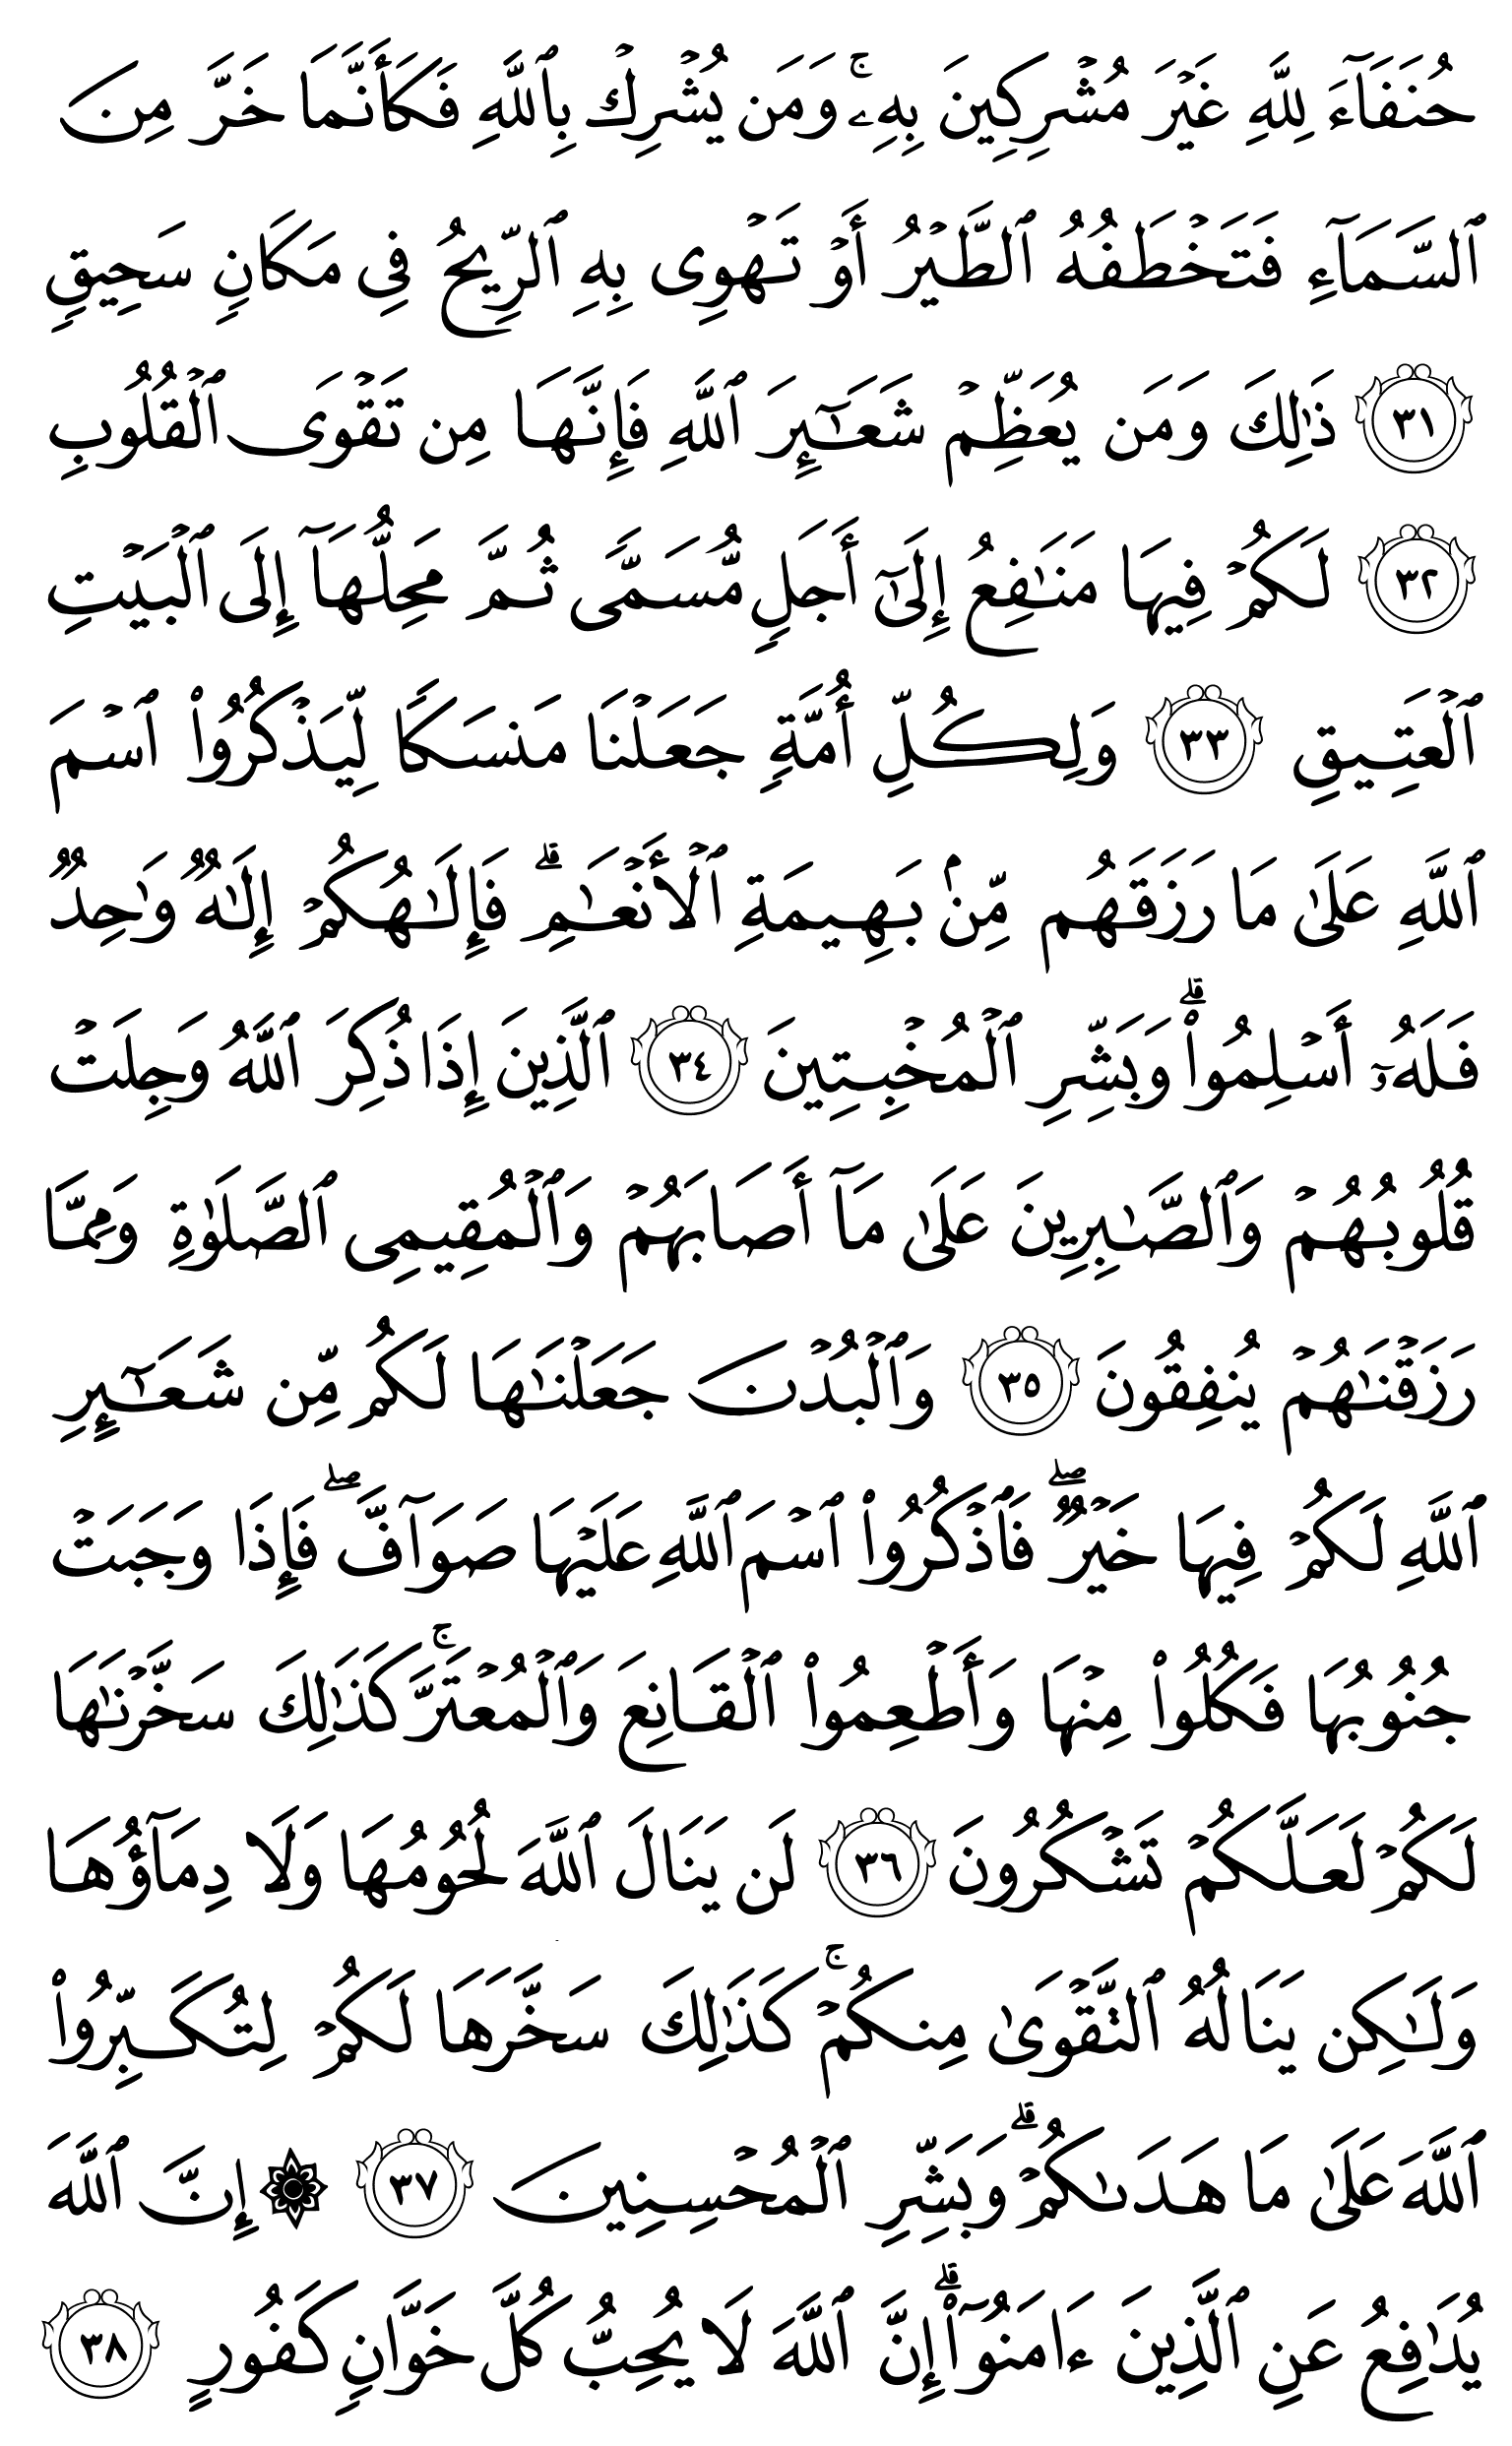 حُنَفَآءَ لِلَّهِ غَيْرَ مُشْرِكِينَ بِهِۦۚ وَمَن يُشْرِكْ بِٱللَّهِ فَكَأَنَّمَا خَرَّ مِنَ
ٱلسَّمَآءِ فَتَخْطَفُهُ ٱلطَّيْرُ أَوْ تَهْوِى بِهِ ٱلرِّيحُ فِى مَكَانٍ سَحِيقٍ
٣١ ذَٰلِكَ وَمَن يُعَظِّمْ شَعَـٰٓئِرَ ٱللَّهِ فَإِنَّهَا مِن تَقْوَى ٱلْقُلُوبِ
٣٢ لَكُمْ فِيهَا مَنَـٰفِعُ إِلَىٰٓ أَجَلٍ مُّسَمًّى ثُمَّ مَحِلُّهَآ إِلَى ٱلْبَيْتِ
ٱلْعَتِيقِ ٣٣ وَلِكُلِّ أُمَّةٍ جَعَلْنَا مَنسَكًا لِّيَذْكُرُوا۟ ٱسْمَ
ٱللَّهِ عَلَىٰ مَا رَزَقَهُم مِّنۢ بَهِيمَةِ ٱلْأَنْعَـٰمِۗ فَإِلَـٰهُكُمْ إِلَـٰهٌ وَٰحِدٌ
فَلَهُۥٓ أَسْلِمُوا۟ۗ وَبَشِّرِ ٱلْمُخْبِتِينَ ٣٤ ٱلَّذِينَ إِذَا ذُكِرَ ٱللَّهُ وَجِلَتْ
قُلُوبُهُمْ وَٱلصَّـٰبِرِينَ عَلَىٰ مَآ أَصَابَهُمْ وَٱلْمُقِيمِى ٱلصَّلَوٰةِ وَمِمَّا
رَزَقْنَـٰهُمْ يُنفِقُونَ ٣٥ وَٱلْبُدْنَ جَعَلْنَـٰهَا لَكُم مِّن شَعَـٰٓئِرِ
ٱللَّهِ لَكُمْ فِيهَا خَيْرٌۖ فَٱذْكُرُوا۟ ٱسْمَ ٱللَّهِ عَلَيْهَا صَوَآفَّۖ فَإِذَا وَجَبَتْ
جُنُوبُهَا فَكُلُوا۟ مِنْهَا وَأَطْعِمُوا۟ ٱلْقَانِعَ وَٱلْمُعْتَرَّۚ كَذَٰلِكَ سَخَّرْنَـٰهَا
لَكُمْ لَعَلَّكُمْ تَشْكُرُونَ ٣٦ لَن يَنَالَ ٱللَّهَ لُحُومُهَا وَلَا دِمَآؤُهَا
وَلَـٰكِن يَنَالُهُ ٱلتَّقْوَىٰ مِنكُمْۚ كَذَٰلِكَ سَخَّرَهَا لَكُمْ لِتُكَبِّرُوا۟
ٱللَّهَ عَلَىٰ مَا هَدَىٰكُمْۗ وَبَشِّرِ ٱلْمُحْسِنِينَ ٣٧ ۞ إِنَّ ٱللَّهَ
يُدَٰفِعُ عَنِ ٱلَّذِينَ ءَامَنُوٓا۟ۗ إِنَّ ٱللَّهَ لَا يُحِبُّ كُلَّ خَوَّانٍ كَفُورٍ ٣٨